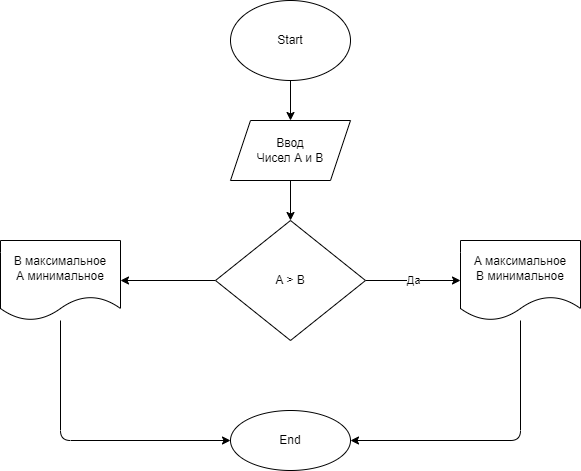 Start
Ввод
Чисел А и В
В максимальное
А минимальное
A > B
Да
А максимальное
В минимальное
End